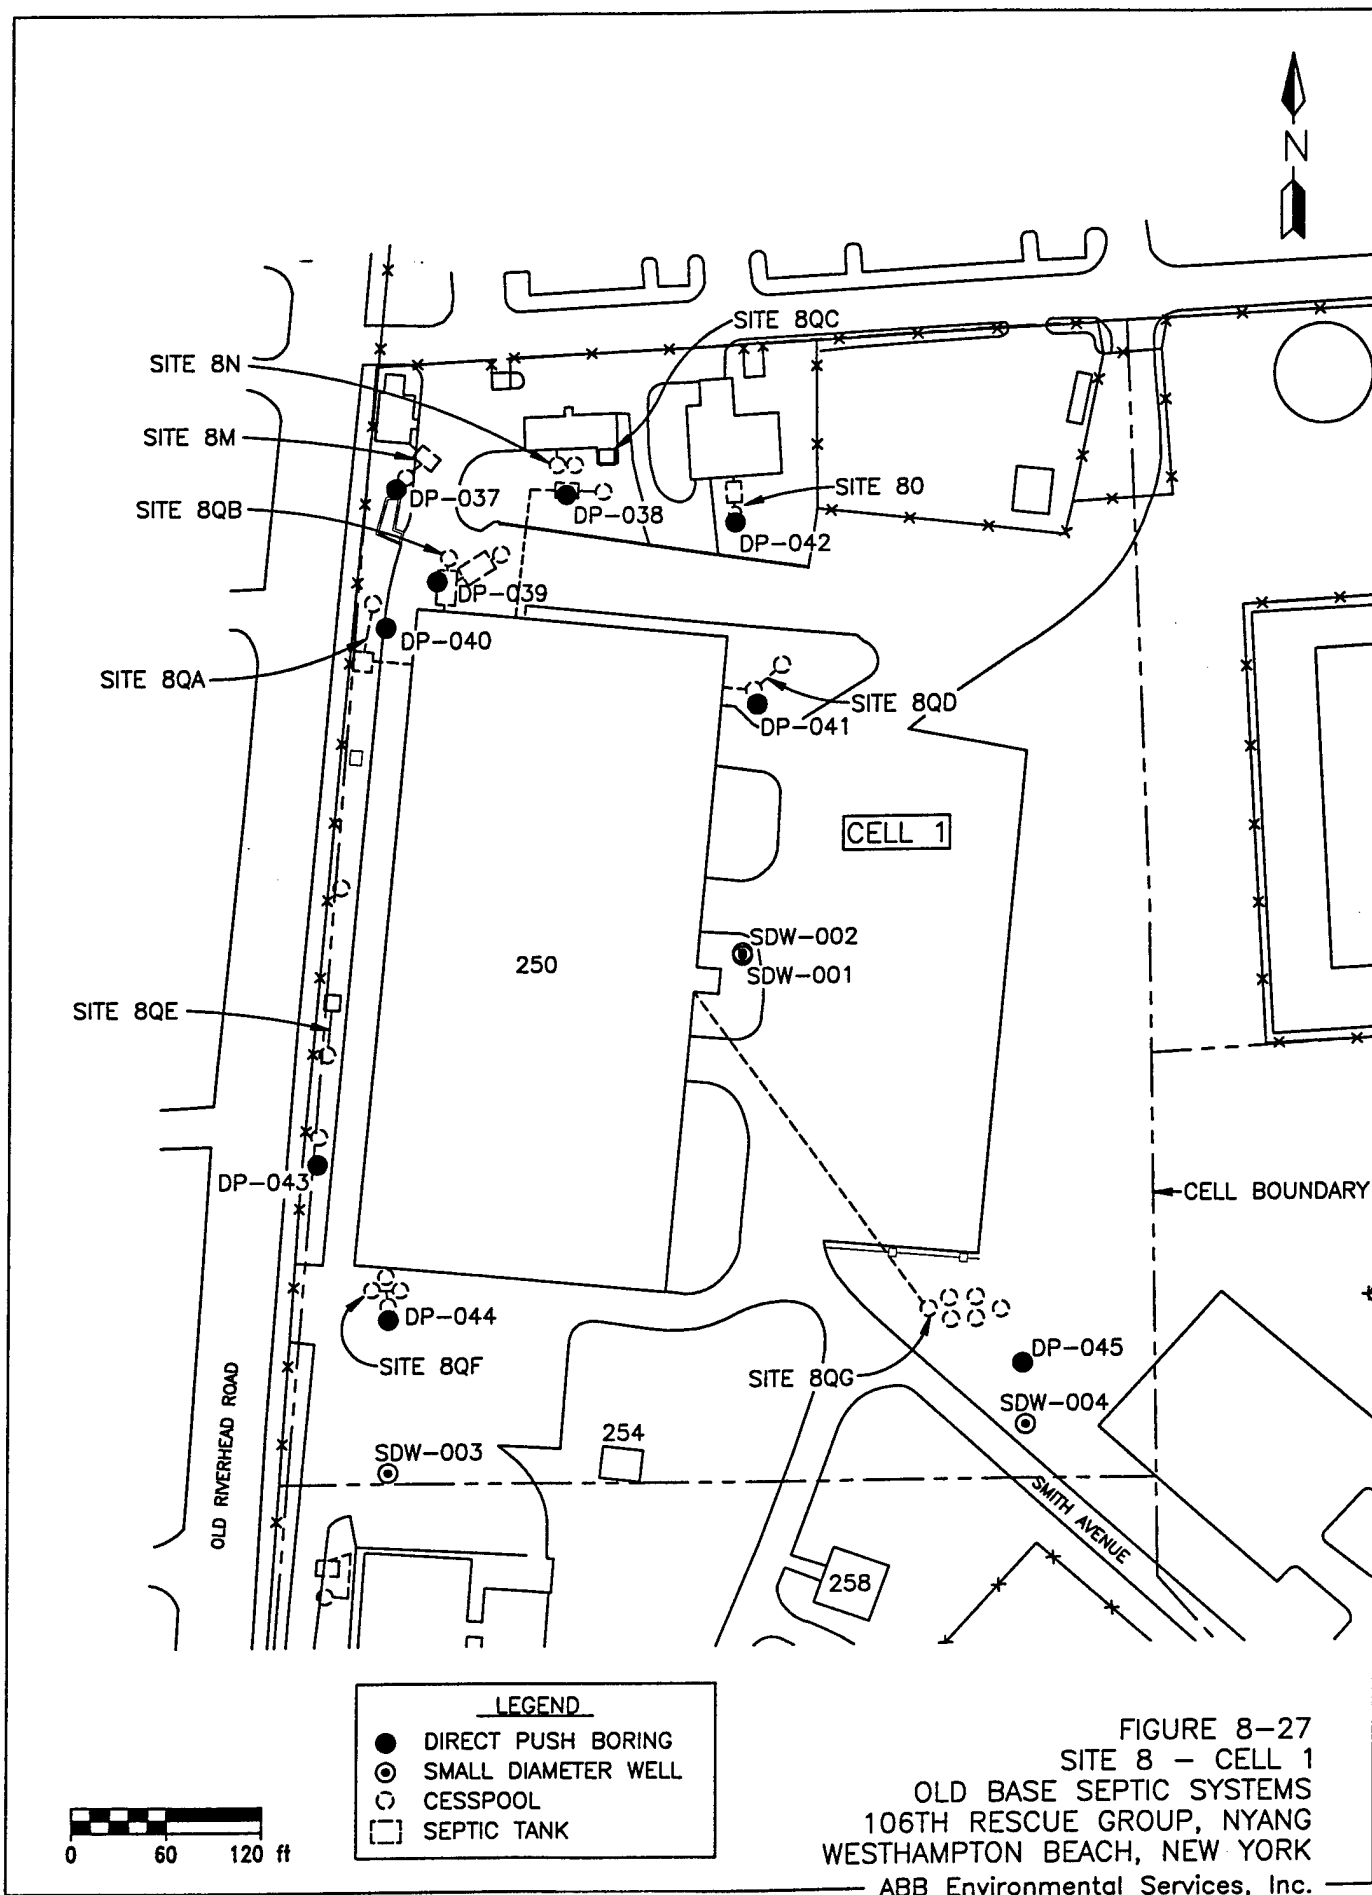 N
SITE 8QC
SITE 8N
SITE 8M
SITE 8QB
DP-037
DP-038
SITE 8O
DP-042
DP-039
DP-040
SITE 8QA
SITE 8QD
DP-041
CELL 1
SDW-002
SDW-001
250
SITE 8QE
DP-043
CELL BOUNDARY
DP-044
SITE 8QF
DP-045
SITE 8QG
SDW-004
254
SDW-003
OLD RIVERHEAD ROAD
SMITH AVENUE
258
LEGEND
DIRECT PUSH BORING
SMALL DIAMETER WELL
CESSPOOL
SEPTIC TANK
0 60 120 ft
FIGURE 8-27
SITE 8 - CELL 1
OLD BASE SEPTIC SYSTEMS
106TH RESCUE GROUP, NYANG
WESTHAMPTON BEACH, NEW YORK
ABB Environmental Services, Inc.